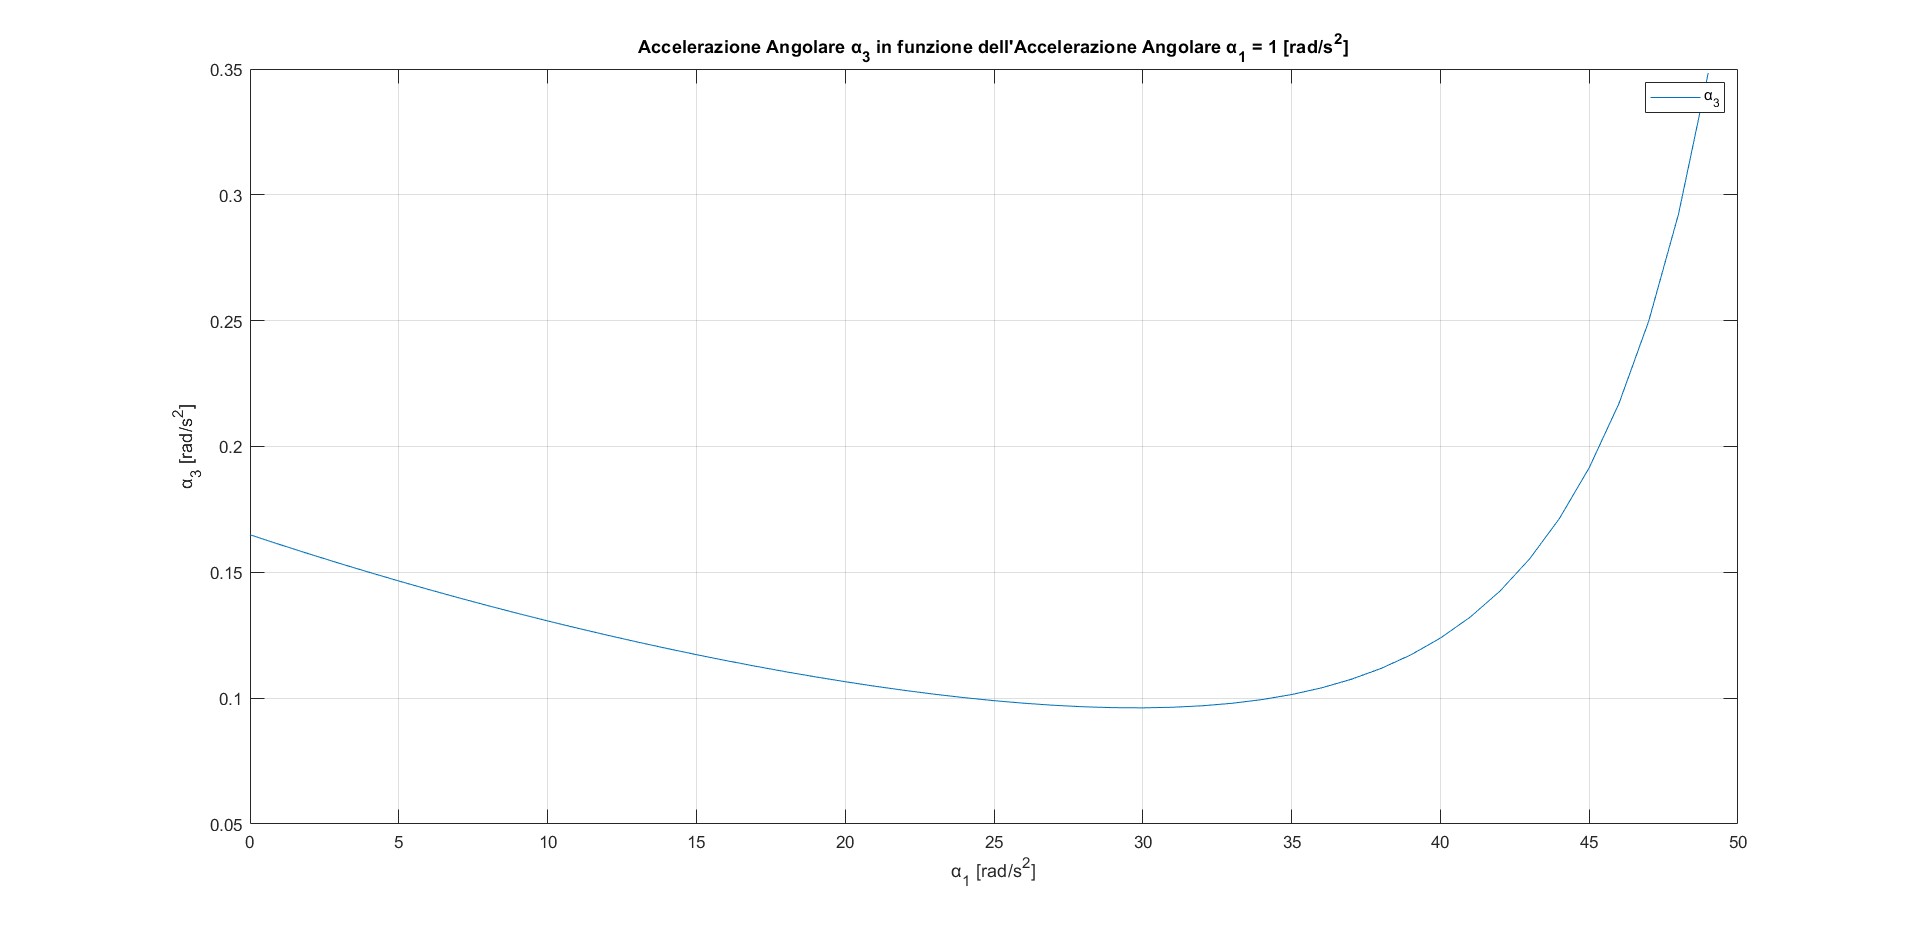 Accelerazione Angolare α₃ in funzione dell'Accelerazione Angolare α₁ = 1 [rad/s²]
α₃
0.35
0.3
0.25
0.2
0.15
0.1
0.05
α₃ [rad/s²]
0 5 10 15 20 25 30 35 40 45 50
α₁ [rad/s²]